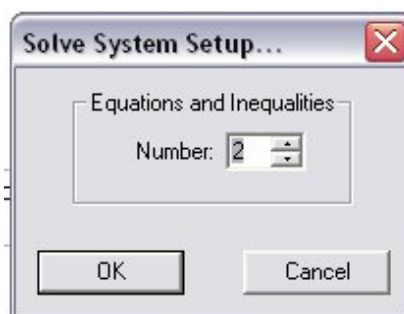 Solve System Setup...
Equations and Inequalities
Number: 2
OK Cancel